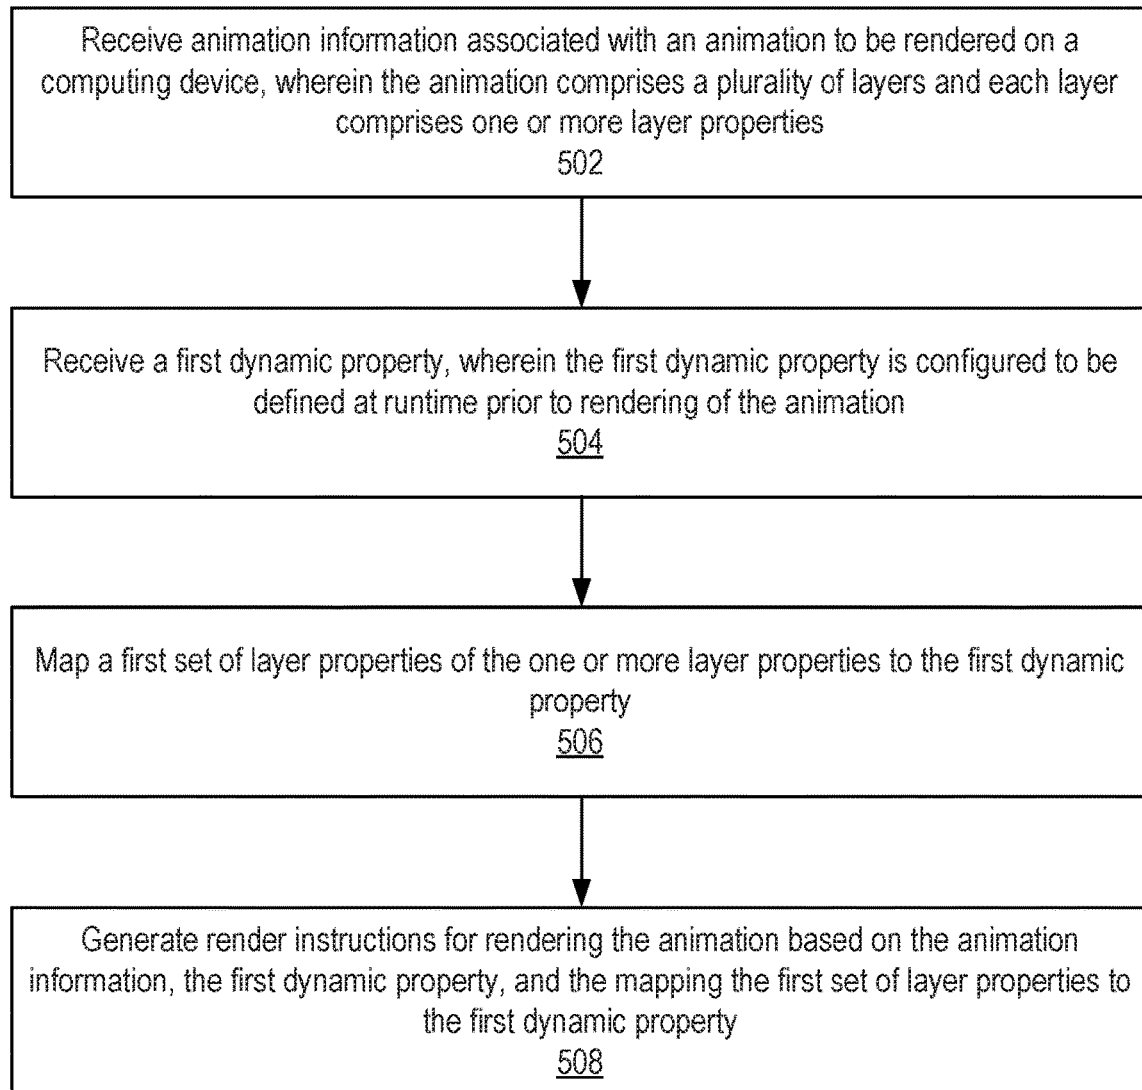 Receive animation information associated with an animation to be rendered on a
computing device, wherein the animation comprises a plurality of layers and each layer
comprises one or more layer properties
502
Receive a first dynamic property, wherein the first dynamic property is configured to be
defined at runtime prior to rendering of the animation
504
Map a first set of layer properties of the one or more layer properties to the first dynamic
property
506
Generate render instructions for rendering the animation based on the animation
information, the first dynamic property, and the mapping the first set of layer properties to
the first dynamic property
508